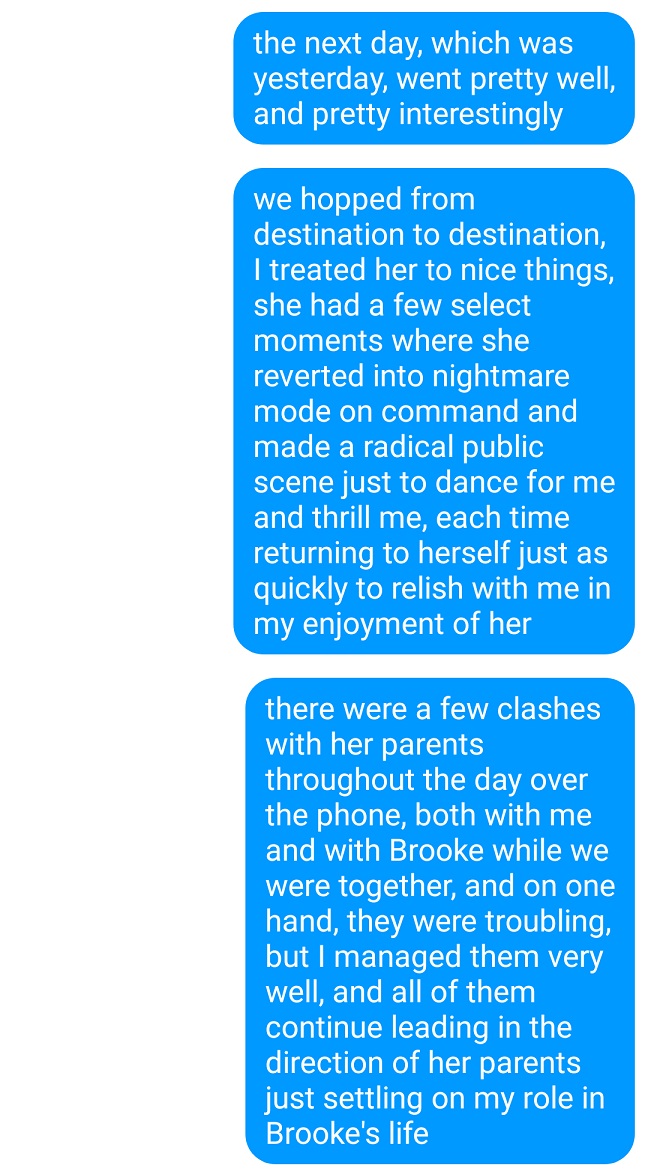 the next day, which was
yesterday, went pretty well,
and pretty interestingly
we hopped from
destination to destination,
I treated her to nice things,
she had a few select
moments where she
reverted into nightmare
mode on command and
made a radical public
scene just to dance for me
and thrill me, each time
returning to herself just as
quickly to relish with me in
my enjoyment of her
there were a few clashes
with her parents
throughout the day over
the phone, both with me
and with Brooke while we
were together, and on one
hand, they were troubling,
but I managed them very
well, and all of them
continue leading in the
direction of her parents
just settling on my role in
Brooke's life